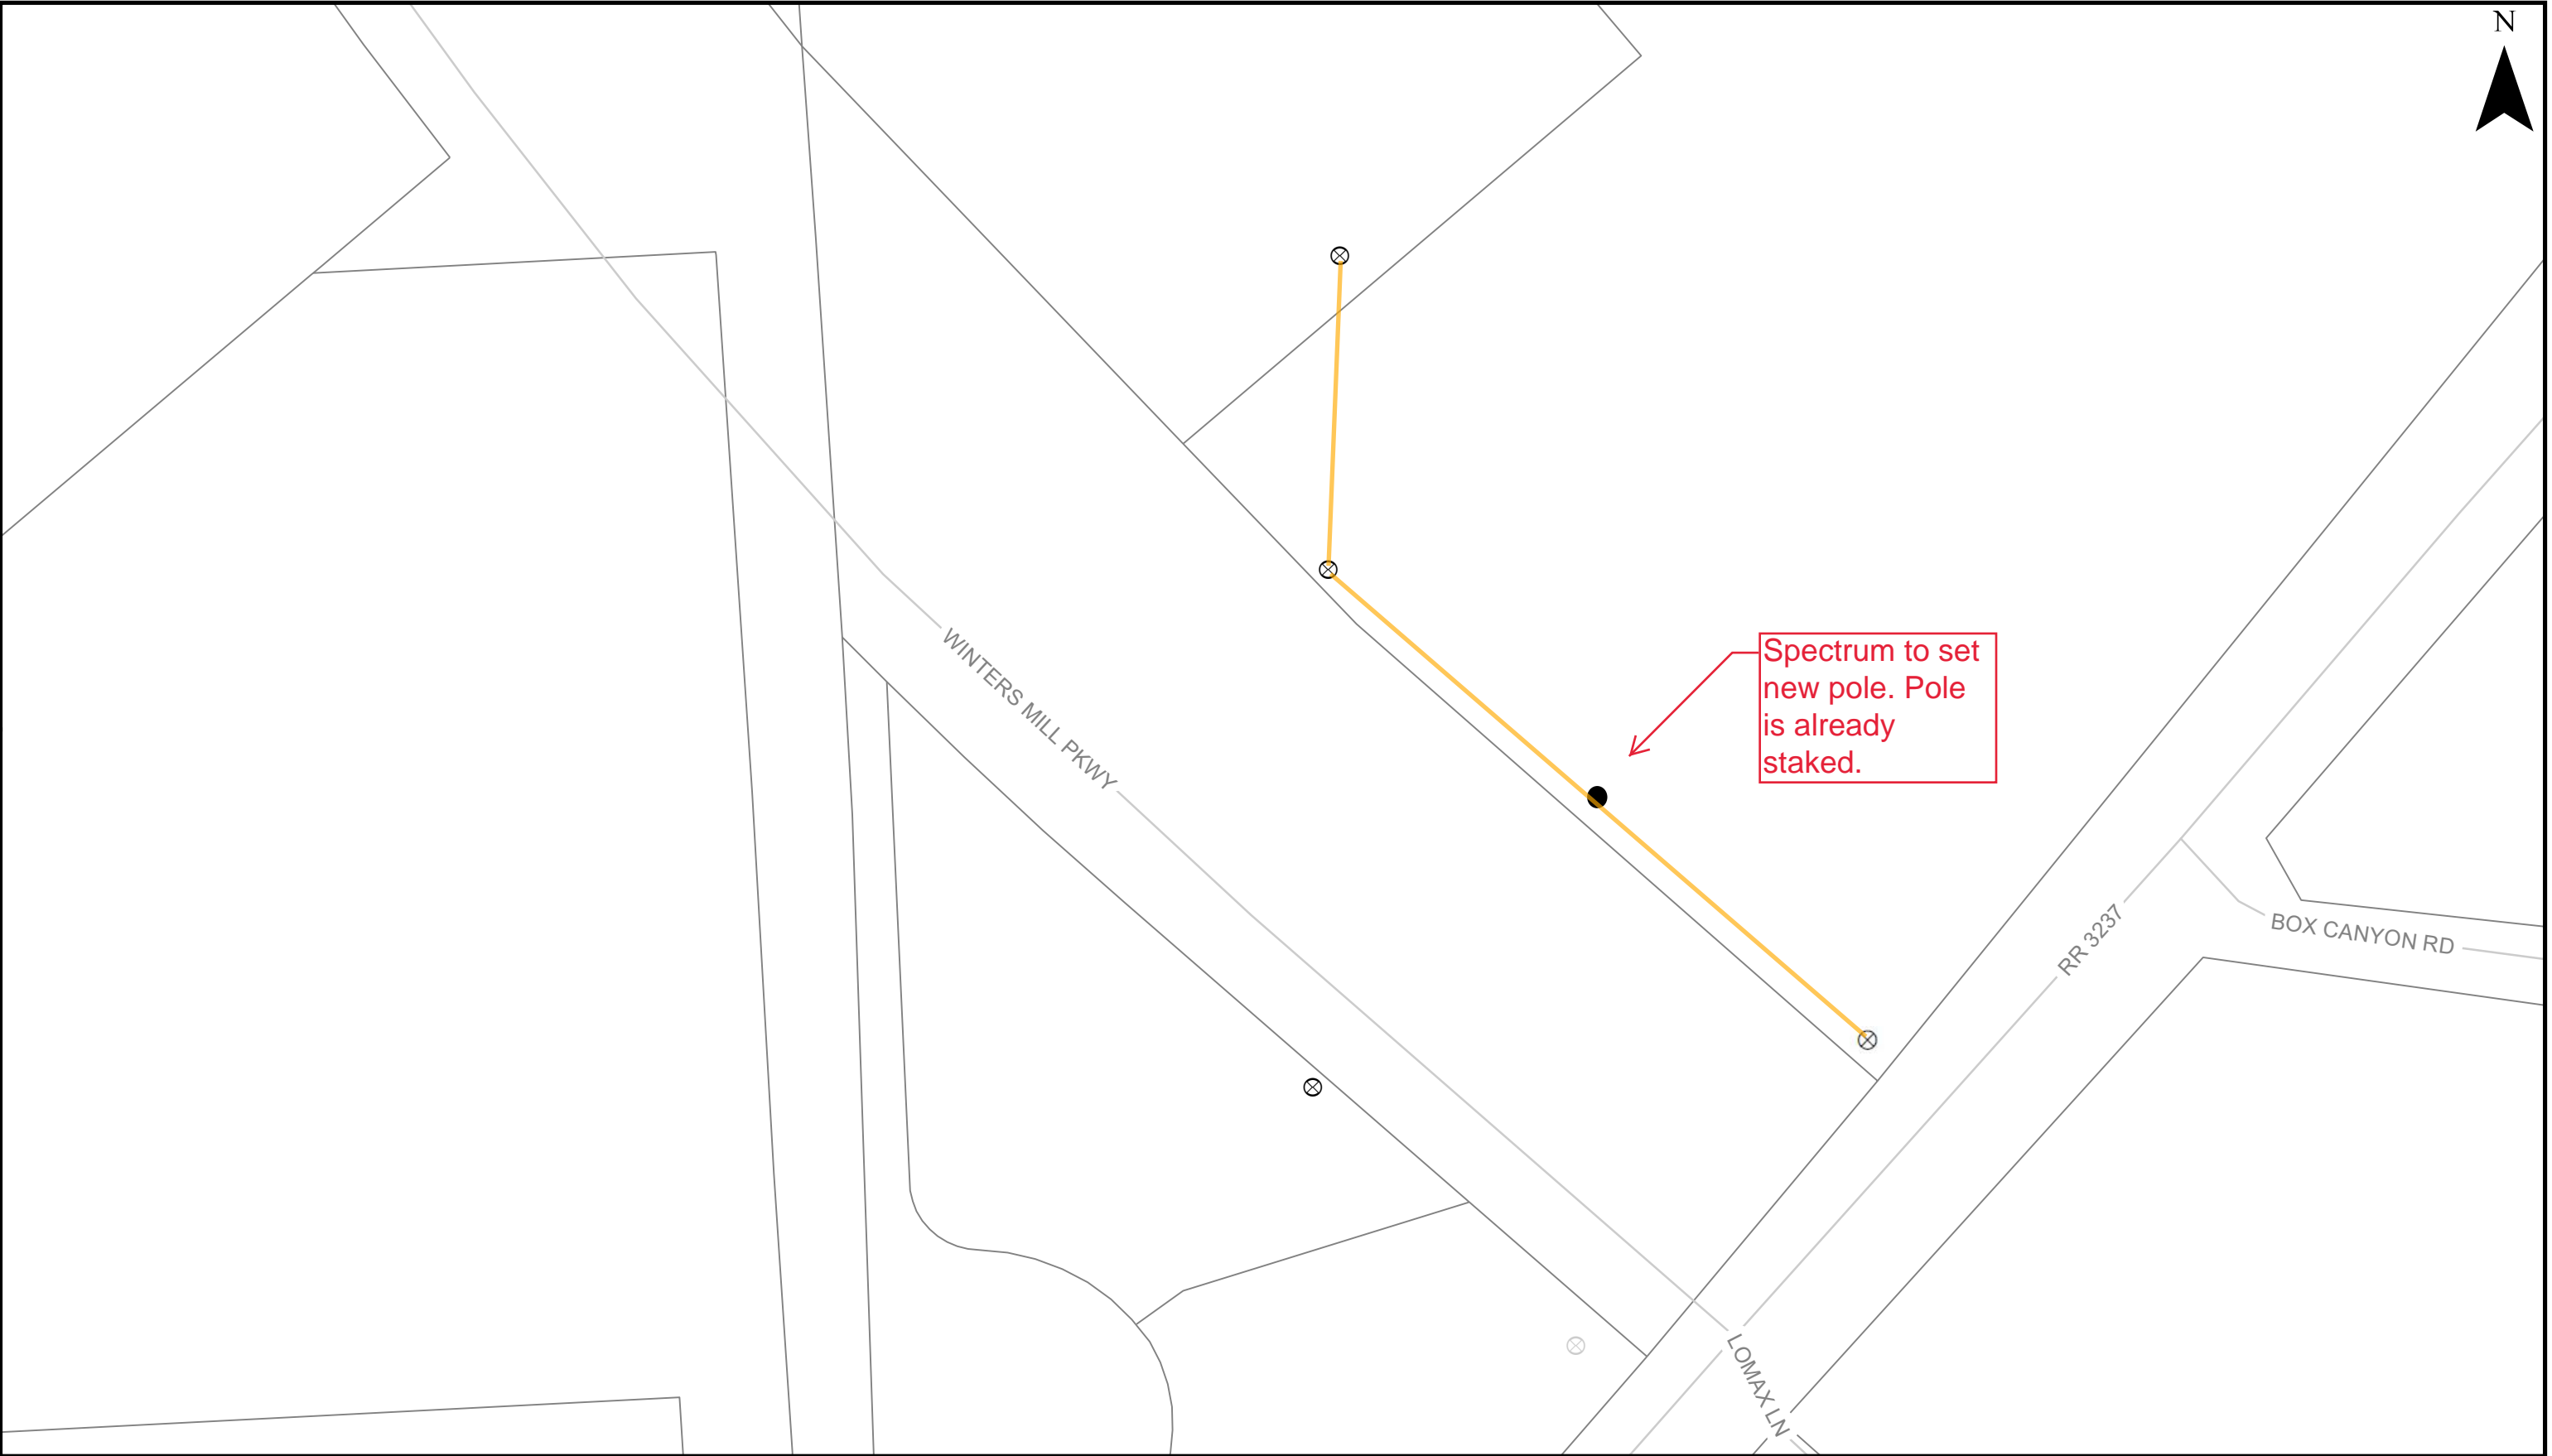 N
WINTERS MILL PKWY
Spectrum to set
new pole. Pole
is already
staked.
RR 3237
BOX CANYON RD
LOMAX LN